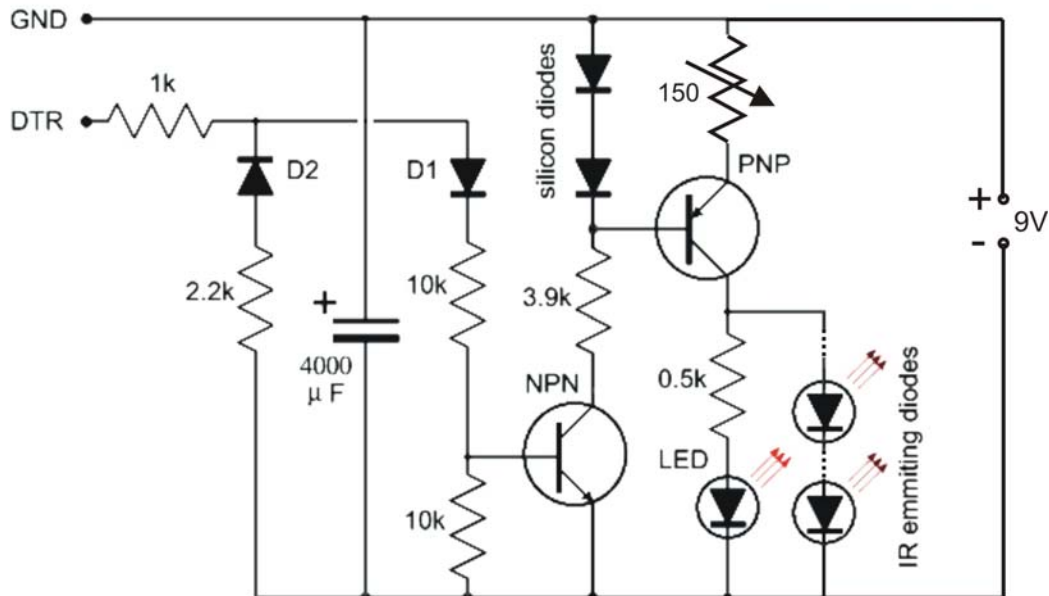 GND
1k
DTR
D2
D1
silicon diodes
150
PNP
+
9V
-
2.2k
+
4000
μ F
10k
3.9k
NPN
0.5k
LED
10k
IR emmiting diodes